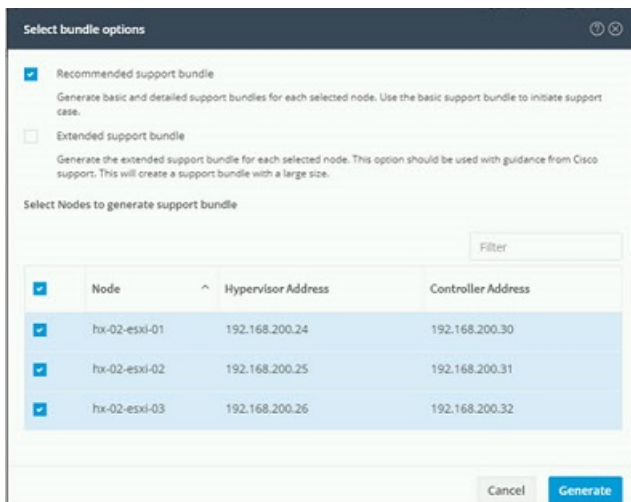 Select bundle options
Recommended support bundle
Generate basic and detailed support bundles for each selected node. Use the basic support bundle to initiate support
case.
Extended support bundle
Generate the extended support bundle for each selected node. This option should be used with guidance from Cisco
support. This will create a support bundle with a large size.
Select Nodes to generate support bundle
Filter
Node Hypervisor Address Controller Address
hx-02-esxi-01 192.168.200.24 192.168.200.30
hx-02-esxi-02 192.168.200.25 192.168.200.31
hx-02-esxi-03 192.168.200.26 192.168.200.32
Cancel Generate